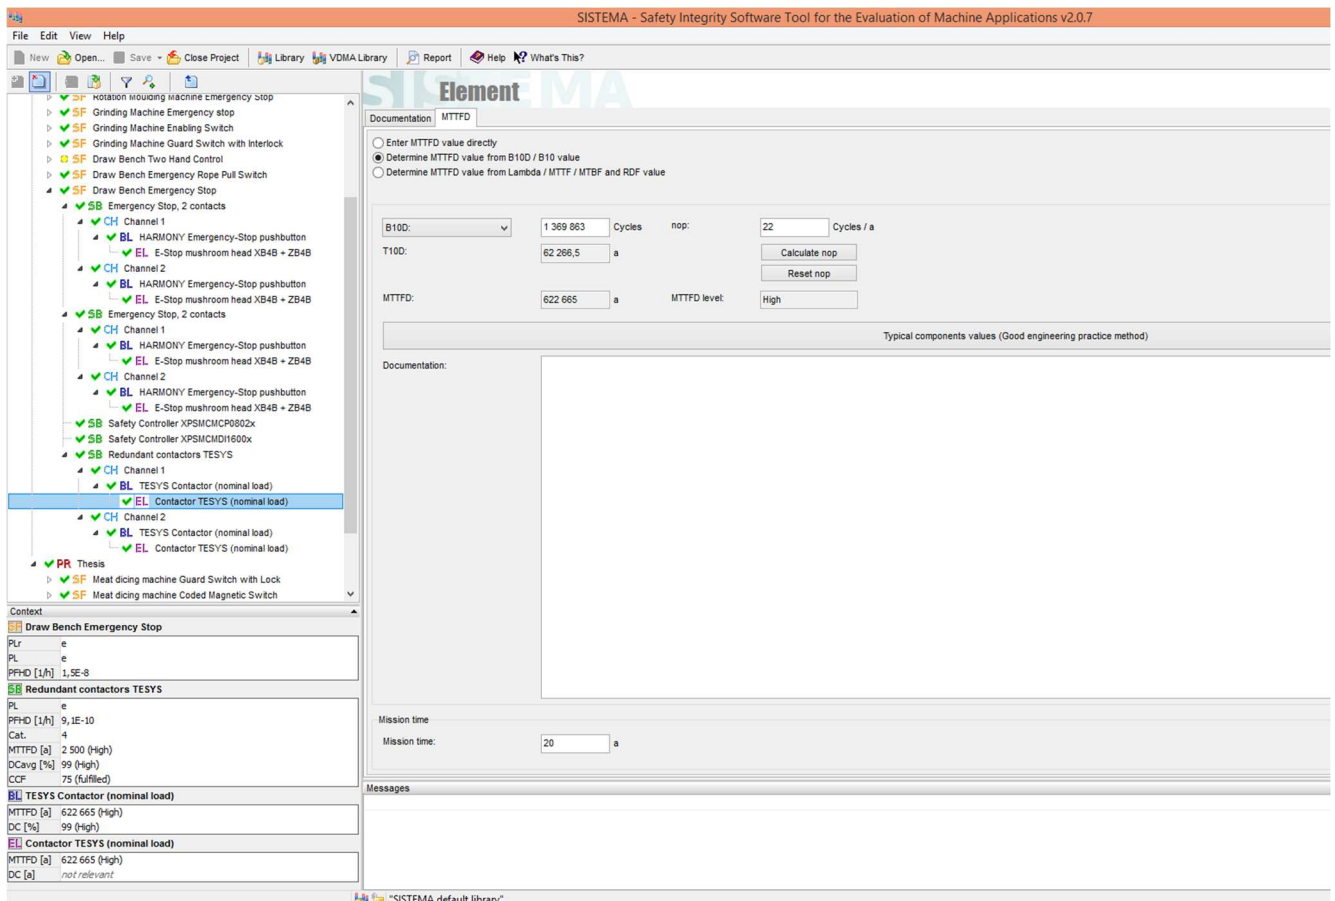 SISTEMA - Safety Integrity Software Tool for the Evaluation of Machine Applications v2.0.7
File Edit View Help
New Open... Save Close Project Library VDMA Library Report Help What's This?
SF Rotation Moulding Machine Emergency Stop
SF Grinding Machine Emergency stop
SF Grinding Machine Enabling Switch
SF Grinding Machine Guard Switch with Interlock
SF Draw Bench Two Hand Control
SF Draw Bench Emergency Rope Pull Switch
SF Draw Bench Emergency Stop
SB Emergency Stop, 2 contacts
CH Channel 1
BL HARMONY Emergency-Stop pushbutton
EL E-Stop mushroom head XB4B + ZB4B
CH Channel 2
BL HARMONY Emergency-Stop pushbutton
EL E-Stop mushroom head XB4B + ZB4B
SB Emergency Stop, 2 contacts
CH Channel 1
BL HARMONY Emergency-Stop pushbutton
EL E-Stop mushroom head XB4B + ZB4B
CH Channel 2
BL HARMONY Emergency-Stop pushbutton
EL E-Stop mushroom head XB4B + ZB4B
SB Safety Controller XPSMCMCP0802x
SB Safety Controller XPSMCMDI1600x
SB Redundant contactors TESYS
CH Channel 1
BL TESYS Contactor (nominal load)
EL Contactor TESYS (nominal load)
CH Channel 2
BL TESYS Contactor (nominal load)
EL Contactor TESYS (nominal load)
PR Thesis
SF Meat dicing machine Guard Switch with Lock
SF Meat dicing machine Coded Magnetic Switch
Context
SF Draw Bench Emergency Stop
PLr e
PL e
PFHD [1/h] 1,5E-8
SB Redundant contactors TESYS
PL e
PFHD [1/h] 9,1E-10
Cat. 4
MTTFD [a] 2 500 (High)
DCavg [%] 99 (High)
CCF 75 (fulfilled)
BL TESYS Contactor (nominal load)
MTTFD [a] 622 665 (High)
DC [%] 99 (High)
EL Contactor TESYS (nominal load)
MTTFD [a] 622 665 (High)
DC [a] not relevant
Element
Documentation MTTFD
Enter MTTFD value directly
Determine MTTFD value from B10D / B10 value
Determine MTTFD value from Lambda / MTTF / MTBF and RDF value
B10D: 1 369 863 Cycles nop: 22 Cycles / a
T10D: 62 266,5 a Calculate nop
Reset nop
MTTFD: 622 665 a MTTFD level: High
Typical components values (Good engineering practice method)
Documentation:
Mission time
Mission time: 20 a
Messages
"SISTEMA default library"